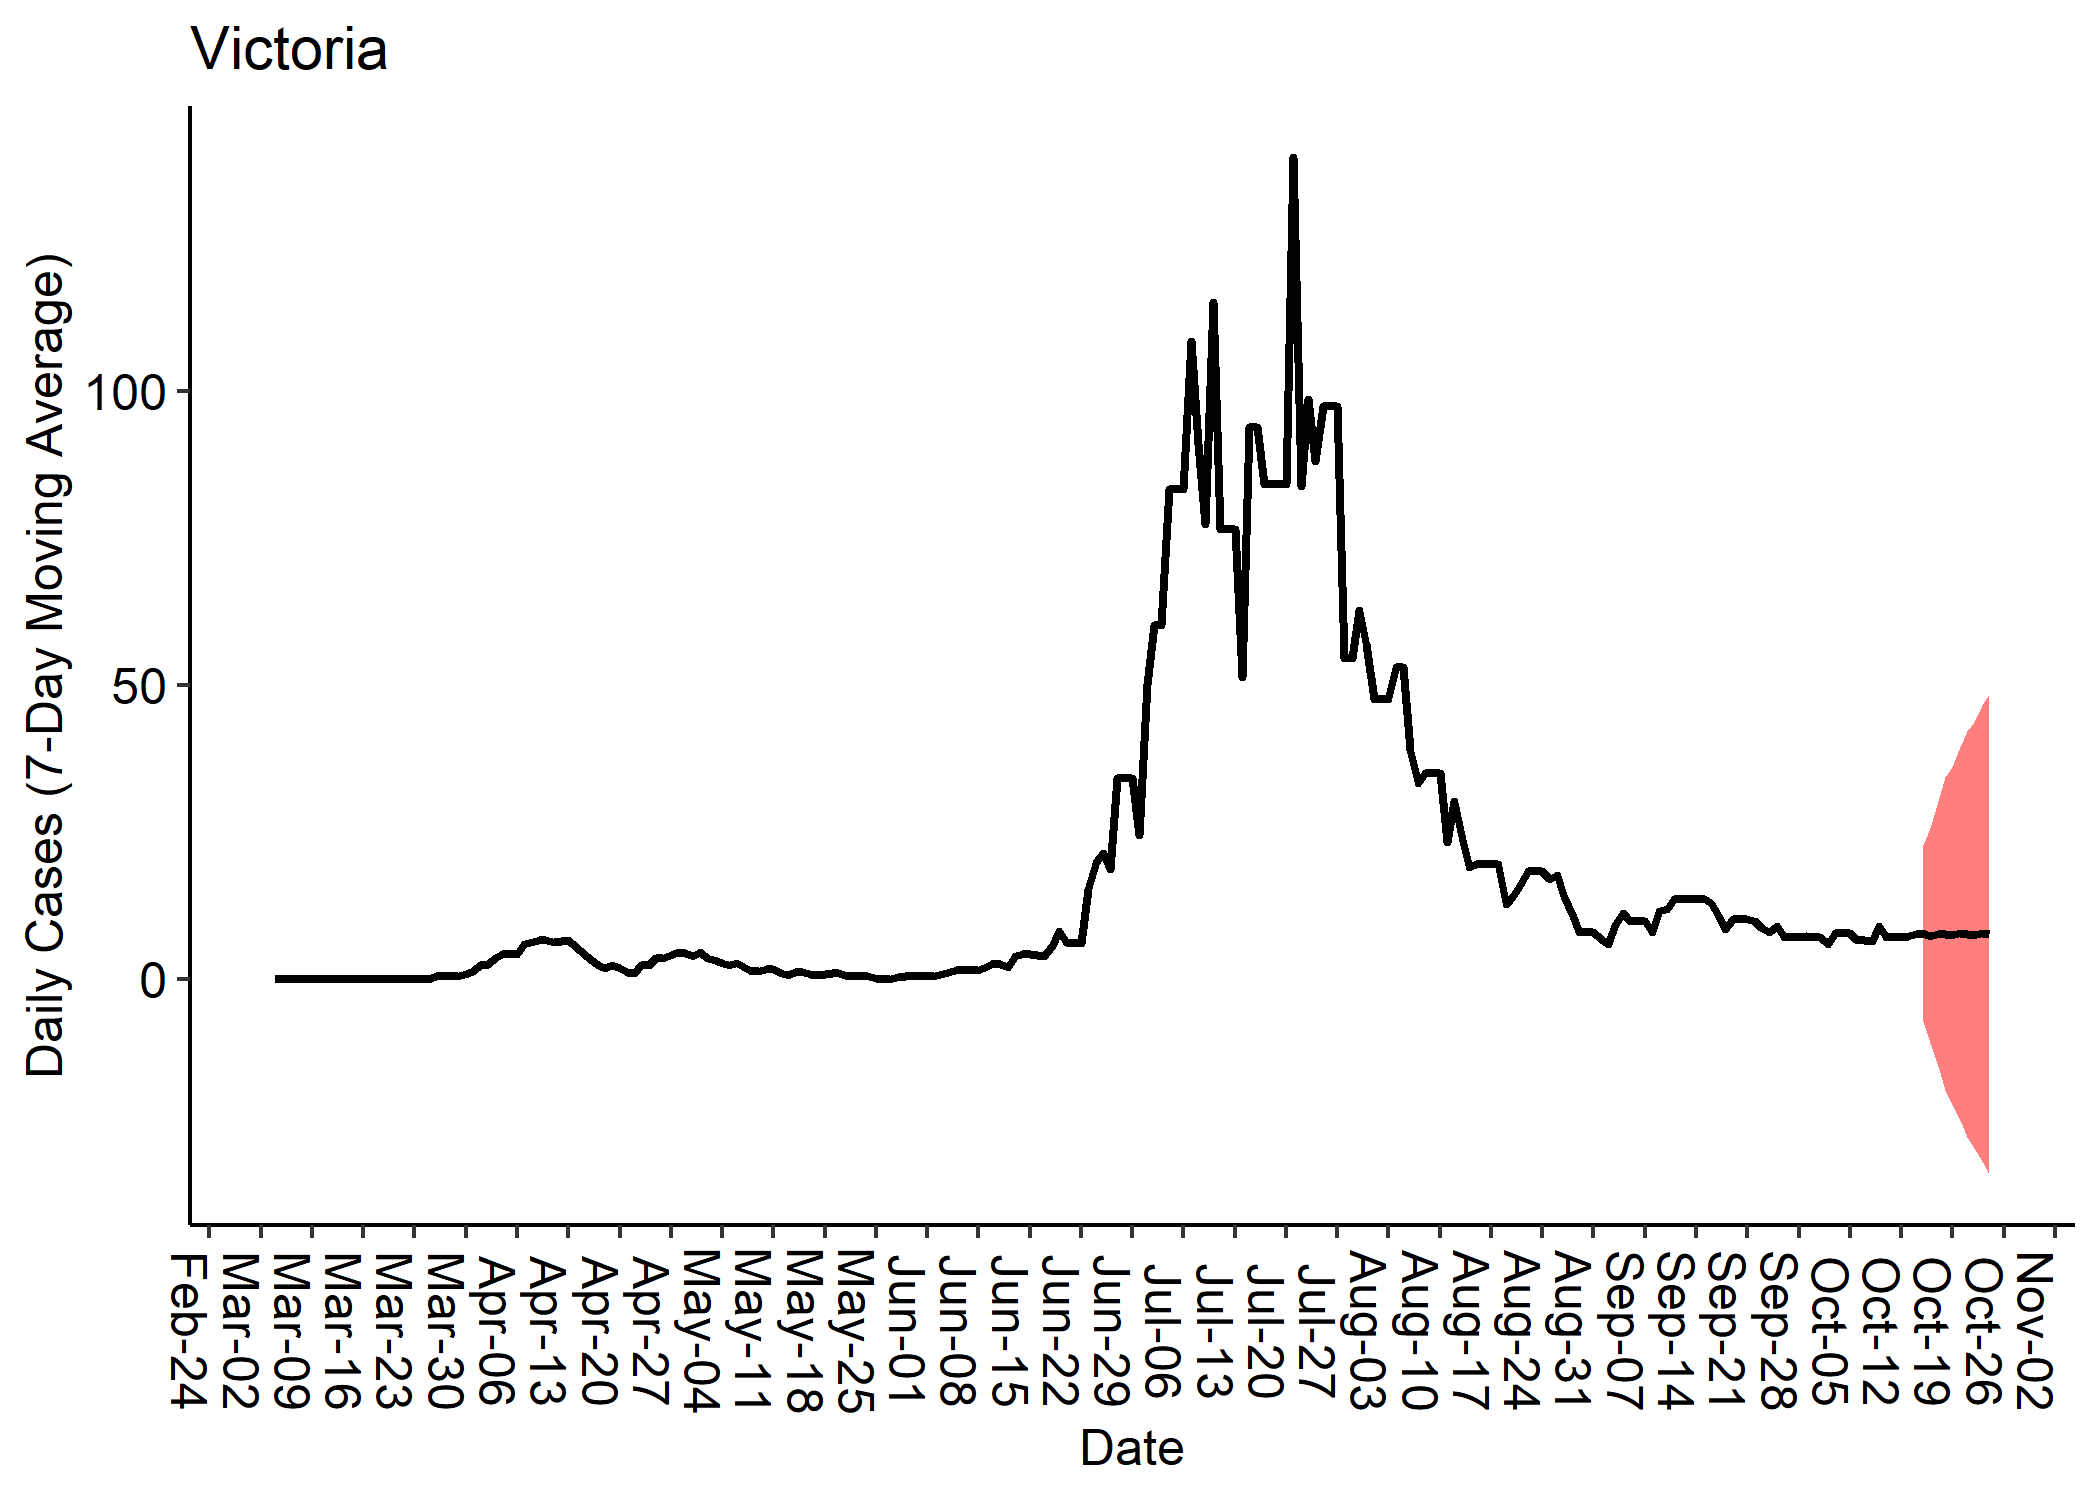 Victoria
Daily Cases (7-Day Moving Average)
100
50
0
Feb-24
Mar-02
Mar-09
Mar-16
Mar-23
Mar-30
Apr-06
Apr-13
Apr-20
Apr-27
May-04
May-11
May-18
May-25
Jun-01
Jun-08
Jun-15
Jun-22
Jun-29
Jul-06
Jul-13
Jul-20
Jul-27
Aug-03
Aug-10
Aug-17
Aug-24
Aug-31
Sep-07
Sep-14
Sep-21
Sep-28
Oct-05
Oct-12
Oct-19
Oct-26
Nov-02
Date